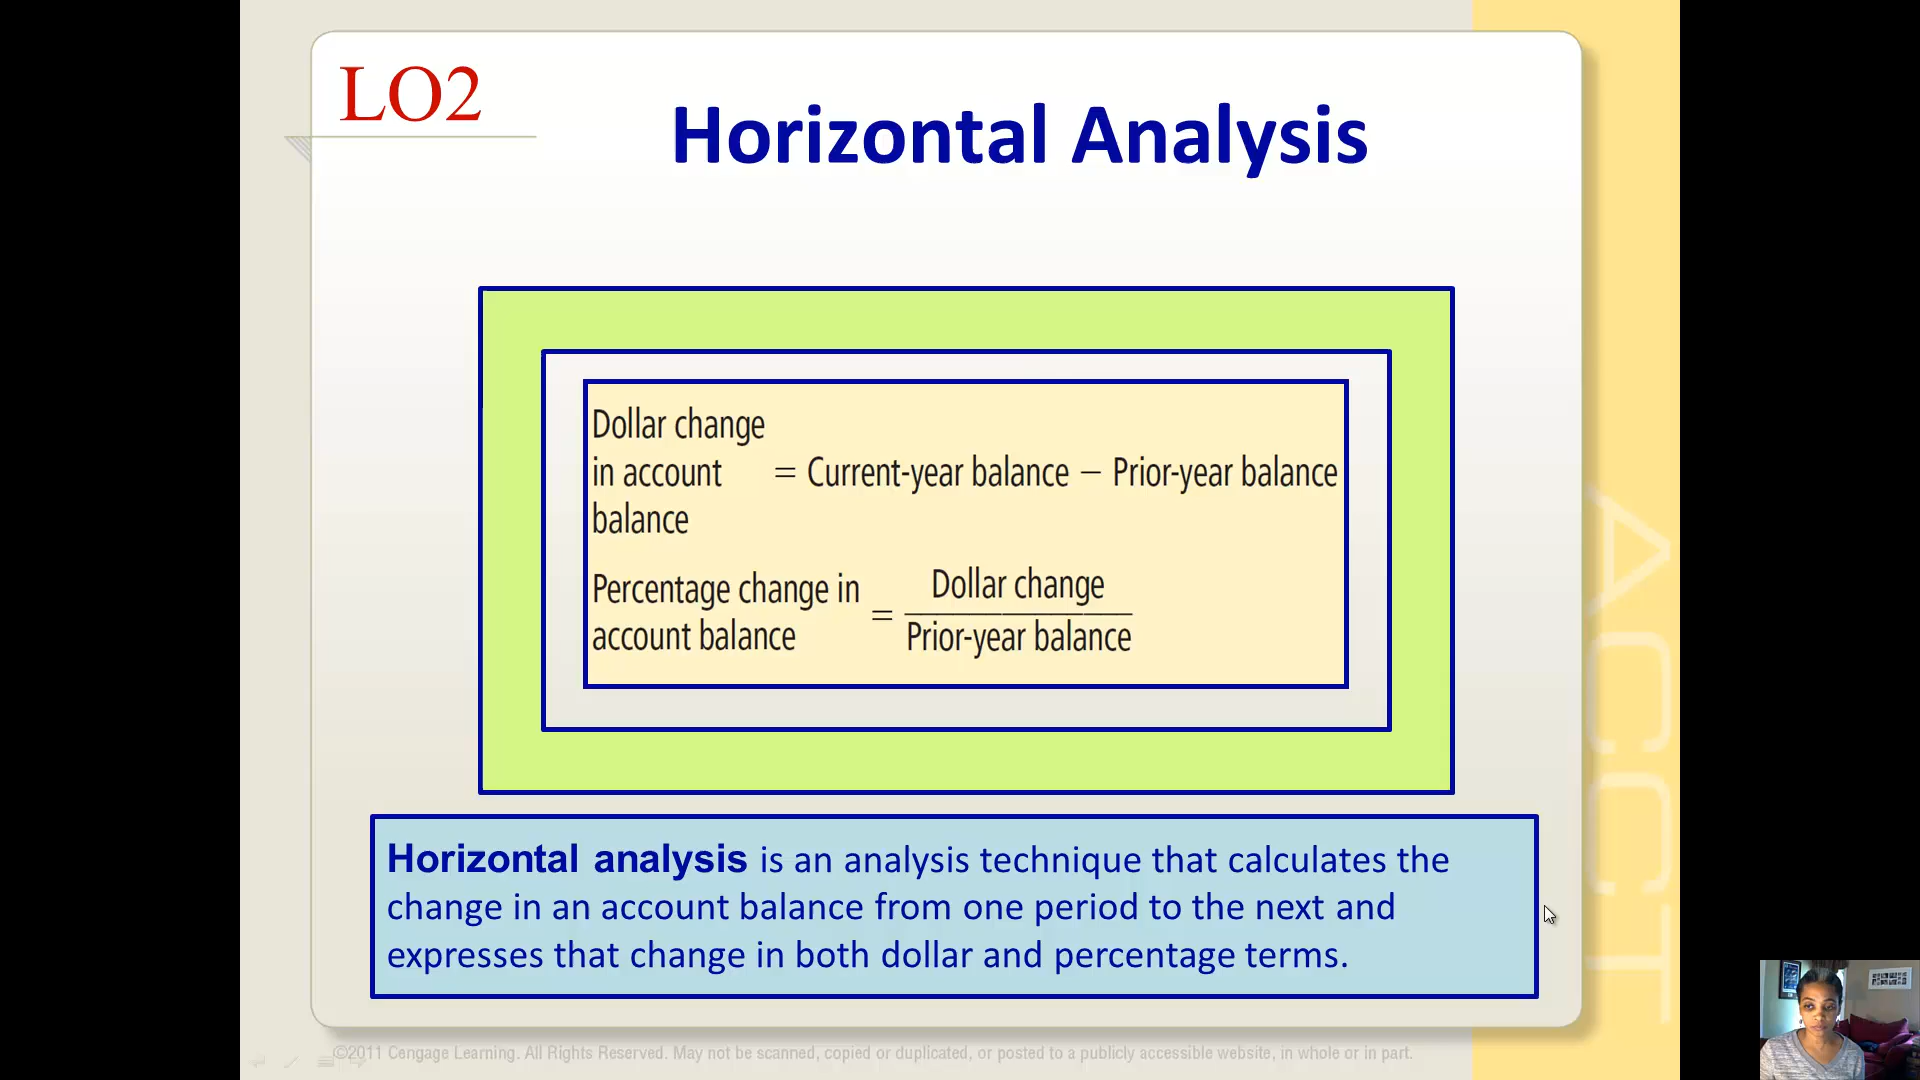 LO2
Horizontal Analysis
Dollar change
in account = Current-year balance − Prior-year balance
balance
Percentage change in
account balance
=
Dollar change
Prior-year balance
Horizontal analysis is an analysis technique that calculates the
change in an account balance from one period to the next and
expresses that change in both dollar and percentage terms.
ACCT
©2011 Cengage Learning. All Rights Reserved. May not be scanned, copied or duplicated, or posted to a publicly accessible website, in whole or in part.